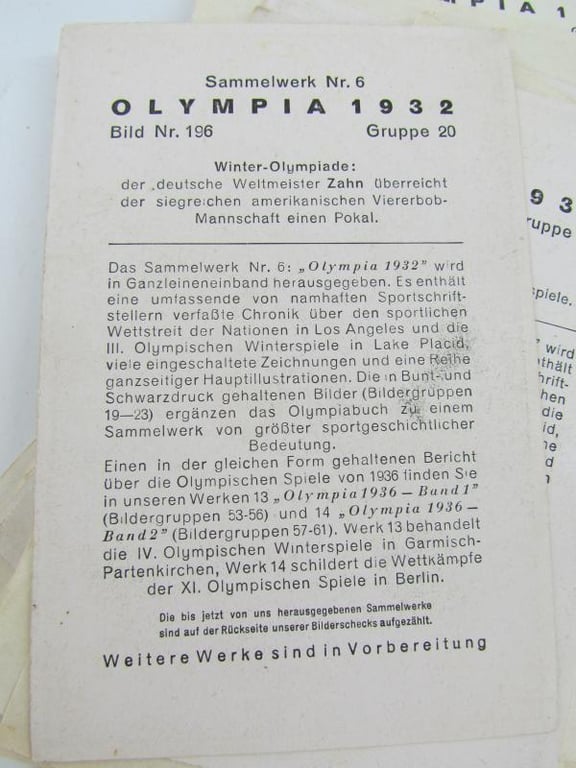 Sammelwerk Nr. 6
OLYMPIA 1932
Bild Nr. 196 Gruppe 20
Winter-Olympiade:
der deutsche Weltmeister Zahn überreicht
der siegreichen amerikanischen Viererbob-
Mannschaft einen Pokal.
Das Sammelwerk Nr. 6: „Olympia 1932” wird
in Ganzleineneinband herausgegeben. Es enthält
eine umfassende von namhaften Sportschrift-
stellern verfaßte Chronik über den sportlichen
Wettstreit der Nationen in Los Angeles und die
III. Olympischen Winterspiele in Lake Placid,
viele eingeschaltete Zeichnungen und eine Reihe
ganzseitiger Hauptillustrationen. Die in Bunt- und
Schwarzdruck gehaltenen Bilder (Bildergruppen
19—23) ergänzen das Olympiabuch zu einem
Sammelwerk von größter sportgeschichtlicher
Bedeutung.
Einen in der gleichen Form gehaltenen Bericht
über die Olympischen Spiele von 1936 finden Sie
in unseren Werken 13 „Olympia 1936 — Band 1”
(Bildergruppen 53-56) und 14 „Olympia 1936 —
Band 2” (Bildergruppen 57-61). Werk 13 behandelt
die IV. Olympischen Winterspiele in Garmisch-
Partenkirchen, Werk 14 schildert die Wettkämpfe
der XI. Olympischen Spiele in Berlin.
Die bis jetzt von uns herausgegebenen Sammelwerke
sind auf der Rückseite unserer Bilderschecks aufgezählt.
Weitere Werke sind in Vorbereitung